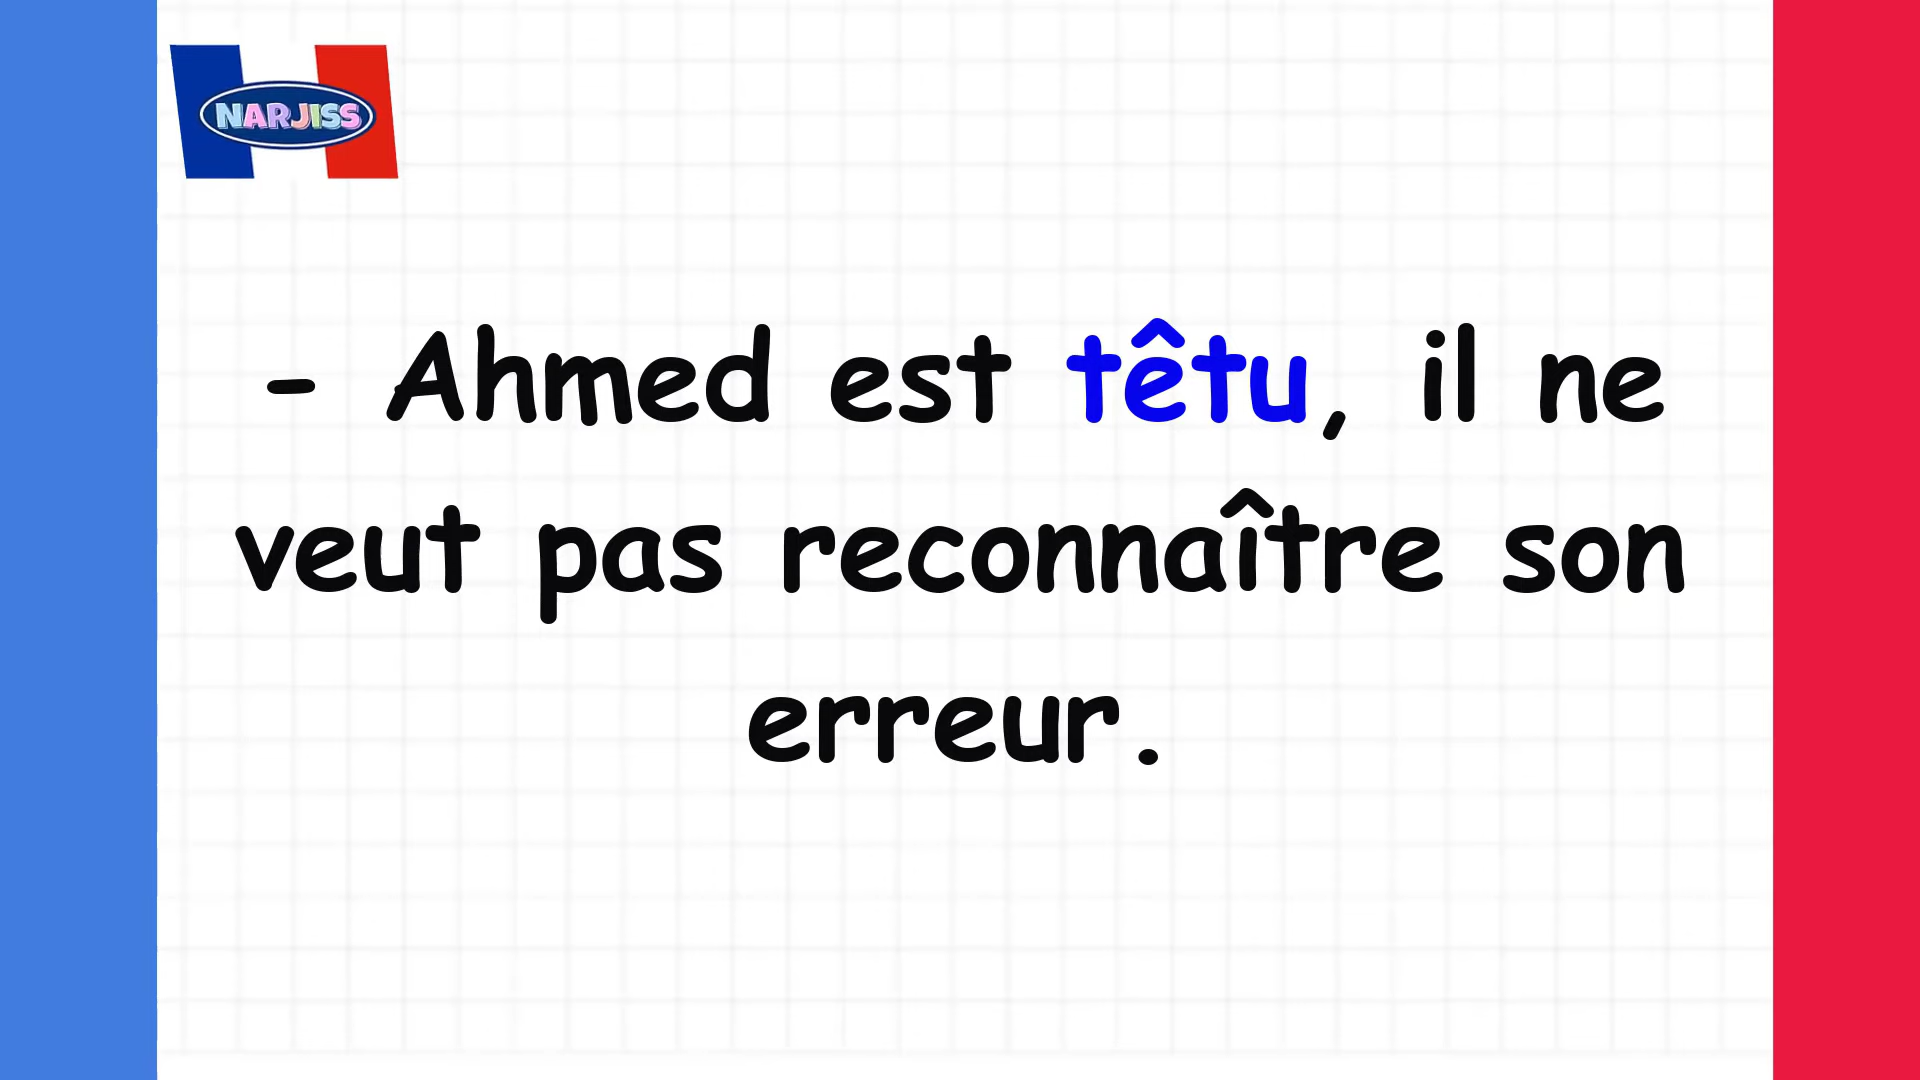 NARJISS
- Ahmed est têtu, il ne
veut pas reconnaître son
erreur.